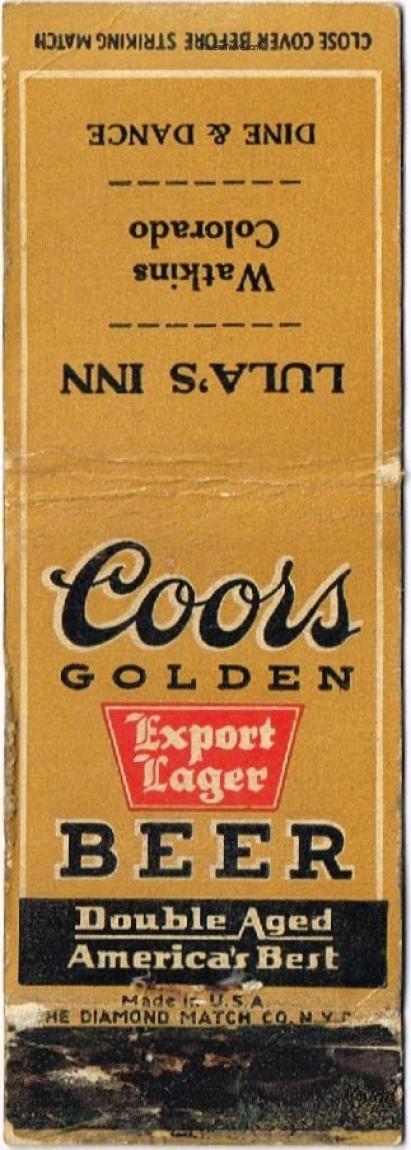 CLOSE COVER BEFORE STRIKING MATCH
DINE & DANCE
Watkins
Colorado
LULA'S INN
Coors
GOLDEN
Export
Lager
BEER
Double Aged
America's Best
Made in U.S.A.
HE DIAMOND MATCH CO. N.Y.C.